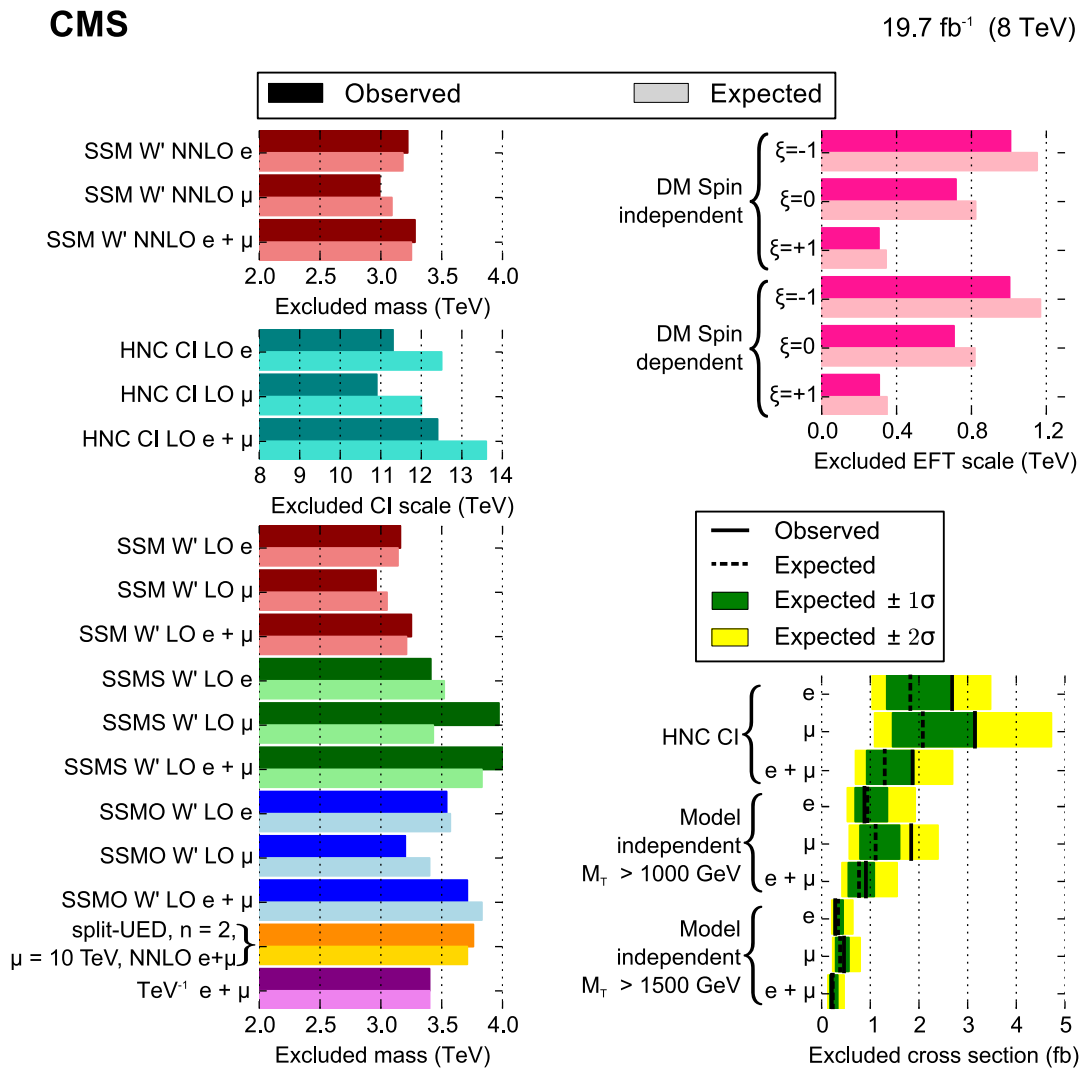 CMS
19.7 fb⁻¹ (8 TeV)
Observed
Expected
SSM W' NNLO e
SSM W' NNLO μ
SSM W' NNLO e + μ
2.0 2.5 3.0 3.5 4.0
Excluded mass (TeV)
HNC CI LO e
HNC CI LO μ
HNC CI LO e + μ
8 9 10 11 12 13 14
Excluded CI scale (TeV)
SSM W' LO e
SSM W' LO μ
SSM W' LO e + μ
SSMS W' LO e
SSMS W' LO μ
SSMS W' LO e + μ
SSMO W' LO e
SSMO W' LO μ
SSMO W' LO e + μ
split-UED, n = 2,
μ = 10 TeV, NNLO e+μ
TeV⁻¹ e + μ
2.0 2.5 3.0 3.5 4.0
Excluded mass (TeV)
DM Spin
independent
ξ=-1
ξ=0
ξ=+1
DM Spin
dependent
ξ=-1
ξ=0
ξ=+1
0.0 0.4 0.8 1.2
Excluded EFT scale (TeV)
Observed
Expected
Expected ± 1σ
Expected ± 2σ
HNC CI
e
μ
e + μ
Model
independent
M_T > 1000 GeV
e
μ
e + μ
Model
independent
M_T > 1500 GeV
e
μ
e + μ
0 1 2 3 4 5
Excluded cross section (fb)